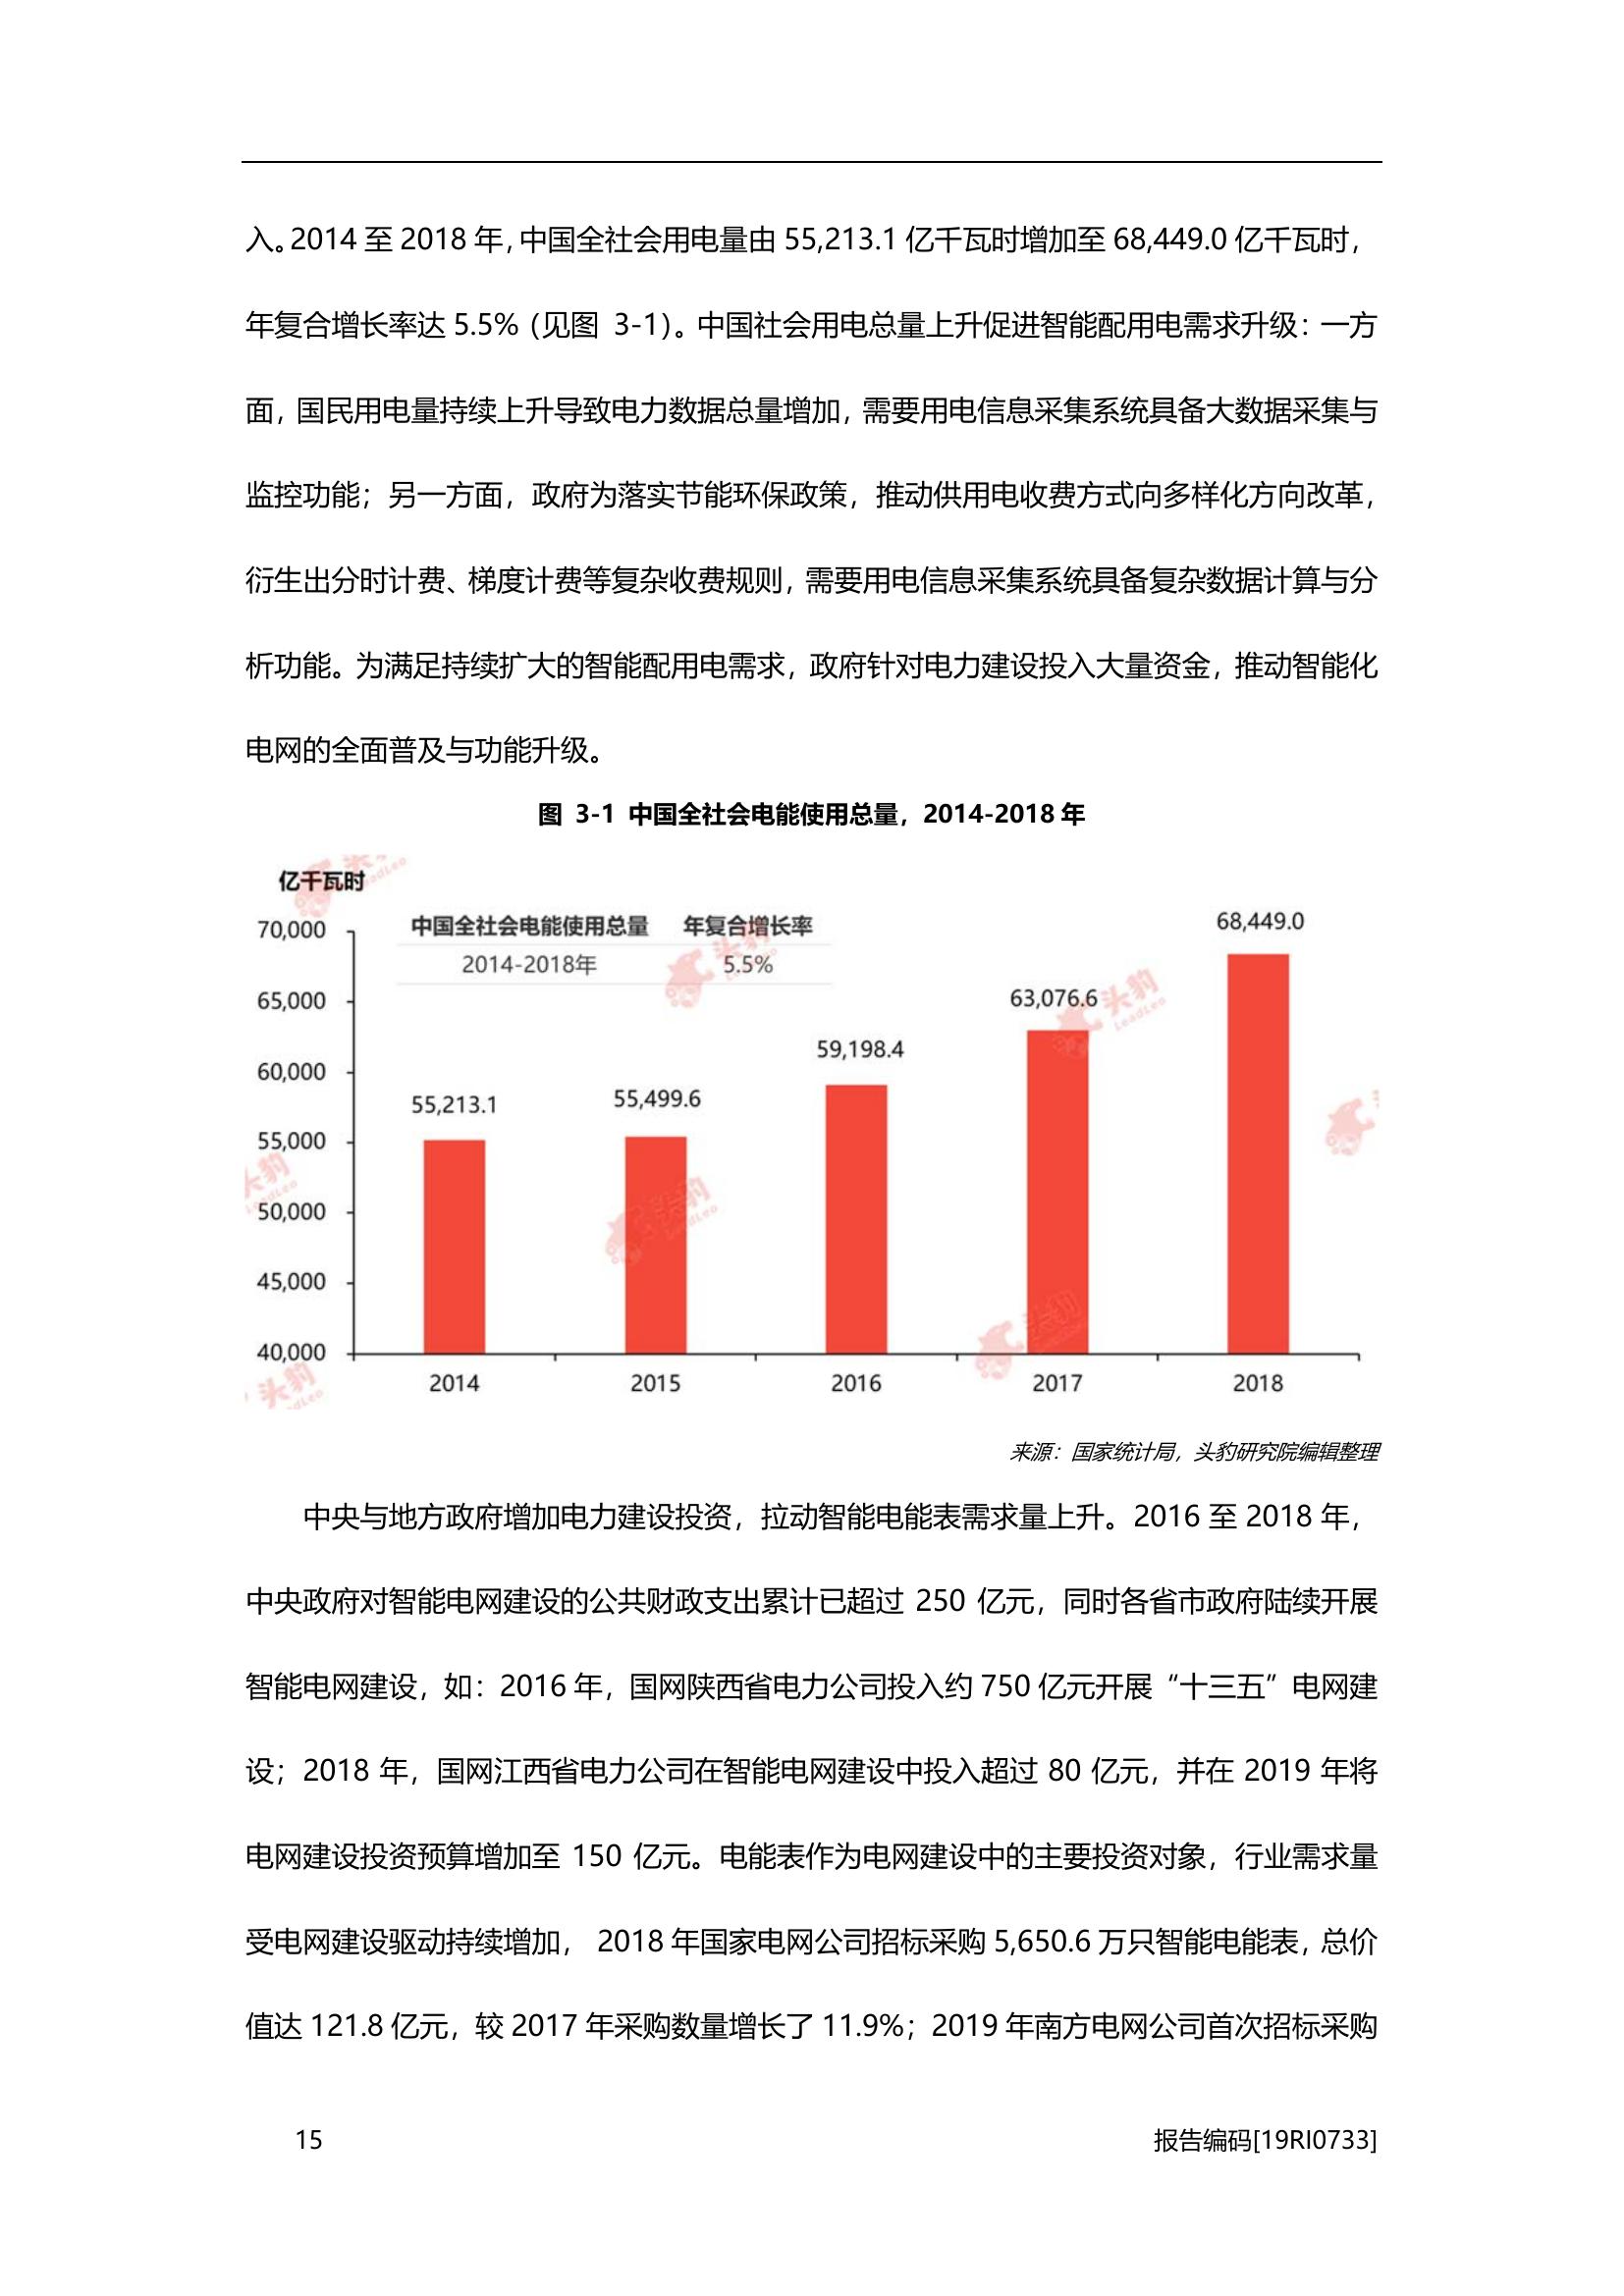 入。2014 至 2018 年，中国全社会用电量由 55,213.1 亿千瓦时增加至 68,449.0 亿千瓦时，
年复合增长率达 5.5%（见图 3-1）。中国社会用电总量上升促进智能配用电需求升级：一方
面，国民用电量持续上升导致电力数据总量增加，需要用电信息采集系统具备大数据采集与
监控功能；另一方面，政府为落实节能环保政策，推动供用电收费方式向多样化方向改革，
衍生出分时计费、梯度计费等复杂收费规则，需要用电信息采集系统具备复杂数据计算与分
析功能。为满足持续扩大的智能配用电需求，政府针对电力建设投入大量资金，推动智能化
电网的全面普及与功能升级。
图 3-1 中国全社会电能使用总量，2014-2018 年
亿千瓦时
中国全社会电能使用总量 年复合增长率
2014-2018年 5.5%
70,000
65,000
60,000
55,000
50,000
45,000
40,000
55,213.1
55,499.6
59,198.4
63,076.6
68,449.0
2014 2015 2016 2017 2018
头豹
LeadLeo
来源：国家统计局，头豹研究院编辑整理
中央与地方政府增加电力建设投资，拉动智能电能表需求量上升。2016 至 2018 年，
中央政府对智能电网建设的公共财政支出累计已超过 250 亿元，同时各省市政府陆续开展
智能电网建设，如：2016 年，国网陕西省电力公司投入约 750 亿元开展“十三五”电网建
设；2018 年，国网江西省电力公司在智能电网建设中投入超过 80 亿元，并在 2019 年将
电网建设投资预算增加至 150 亿元。电能表作为电网建设中的主要投资对象，行业需求量
受电网建设驱动持续增加， 2018 年国家电网公司招标采购 5,650.6 万只智能电能表，总价
值达 121.8 亿元，较 2017 年采购数量增长了 11.9%；2019 年南方电网公司首次招标采购
15
报告编码[19RI0733]